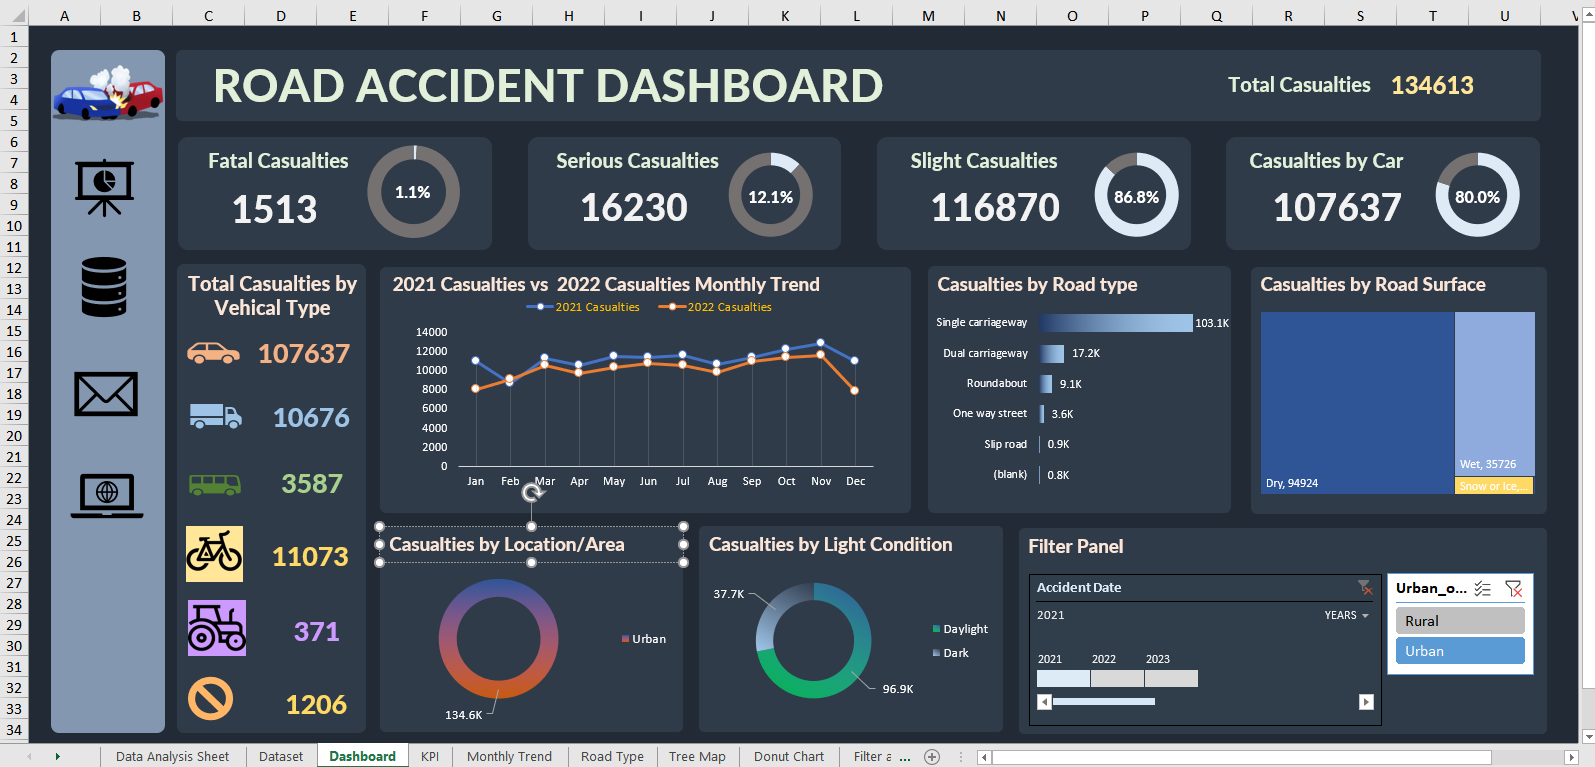 A B C D E F G H I J K L M N O P Q R S T U V
1
2
3
4
5
6
7
8
9
10
11
12
13
14
15
16
17
18
19
20
21
22
23
24
25
26
27
28
29
30
31
32
33
34
ROAD ACCIDENT DASHBOARD
Total Casualties 134613
Fatal Casualties
1513
1.1%
Serious Casualties
16230
12.1%
Slight Casualties
116870
86.8%
Casualties by Car
107637
80.0%
Total Casualties by
Vehical Type
107637
10676
3587
11073
371
1206
2021 Casualties vs 2022 Casualties Monthly Trend
2021 Casualties 2022 Casualties
14000
12000
10000
8000
6000
4000
2000
0
Jan Feb Mar Apr May Jun Jul Aug Sep Oct Nov Dec
Casualties by Road type
Single carriageway 103.1K
Dual carriageway 17.2K
Roundabout 9.1K
One way street 3.6K
Slip road 0.9K
(blank) 0.8K
Casualties by Road Surface
Dry, 94924
Wet, 35726
Snow or Ice,...
Casualties by Location/Area
Urban
134.6K
Casualties by Light Condition
37.7K
Daylight
Dark
96.9K
Filter Panel
Accident Date
2021 YEARS
2021 2022 2023
Urban_o...
Rural
Urban
Data Analysis Sheet Dataset Dashboard KPI Monthly Trend Road Type Tree Map Donut Chart Filter a ...